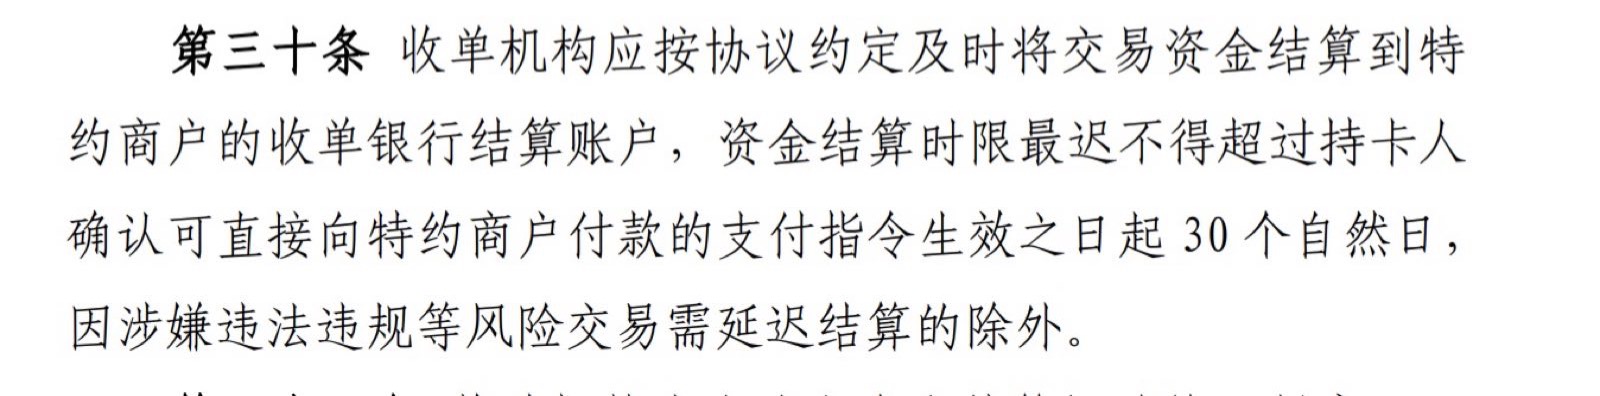 第三十条 收单机构应按协议约定及时将交易资金结算到特
约商户的收单银行结算账户，资金结算时限最迟不得超过持卡人
确认可直接向特约商户付款的支付指令生效之日起 30 个自然日，
因涉嫌违法违规等风险交易需延迟结算的除外。